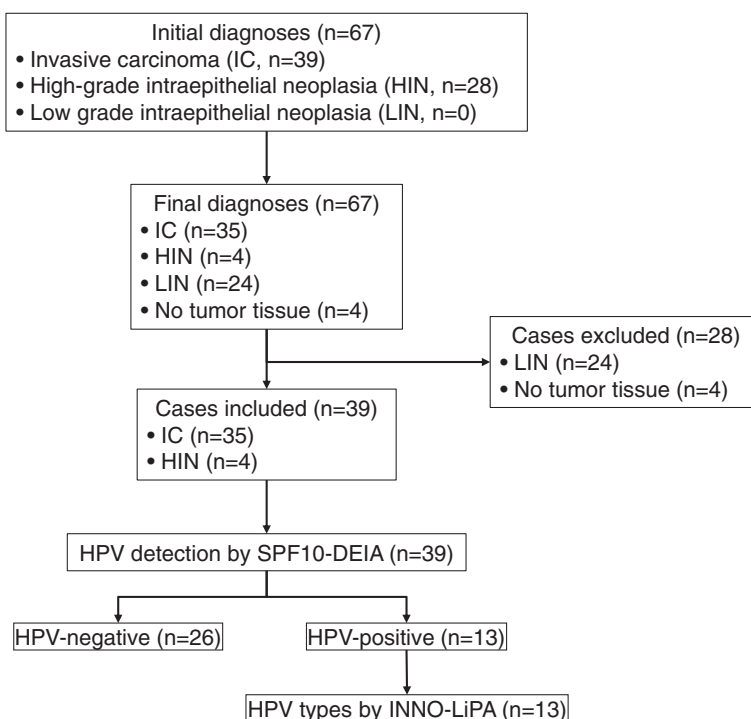 Initial diagnoses (n=67)
• Invasive carcinoma (IC, n=39)
• High-grade intraepithelial neoplasia (HIN, n=28)
• Low grade intraepithelial neoplasia (LIN, n=0)
Final diagnoses (n=67)
• IC (n=35)
• HIN (n=4)
• LIN (n=24)
• No tumor tissue (n=4)
Cases excluded (n=28)
• LIN (n=24)
• No tumor tissue (n=4)
Cases included (n=39)
• IC (n=35)
• HIN (n=4)
HPV detection by SPF10-DEIA (n=39)
HPV-negative (n=26)
HPV-positive (n=13)
HPV types by INNO-LiPA (n=13)